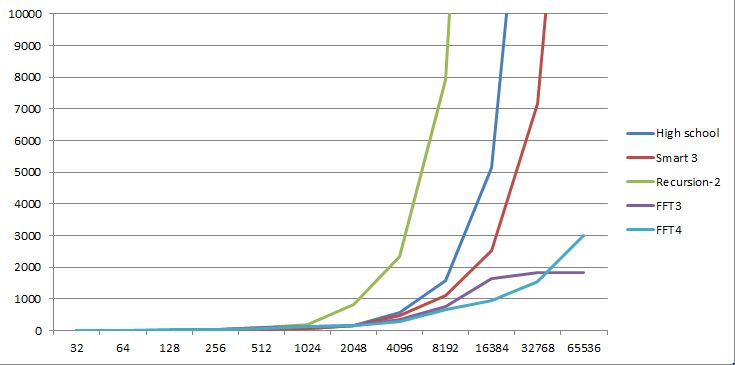 10000
9000
8000
7000
6000
5000
4000
3000
2000
1000
0
32 64 128 256 512 1024 2048 4096 8192 16384 32768 65536
High school
Smart 3
Recursion-2
FFT3
FFT4